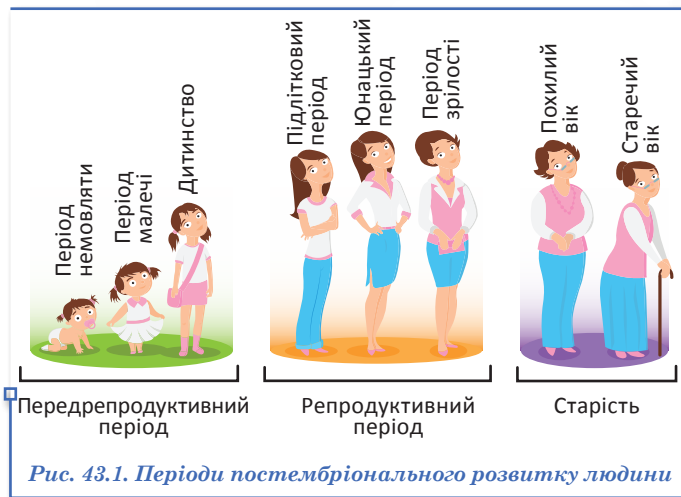 Період
немовляти
Період
малечі
Дитинство
Підлітковий
період
Юнацький
період
Період
зрілості
Похилий
вік
Старечий
вік
Передрепродуктивний
період
Репродуктивний
період
Старість
Рис. 43.1. Періоди постембріонального розвитку людини